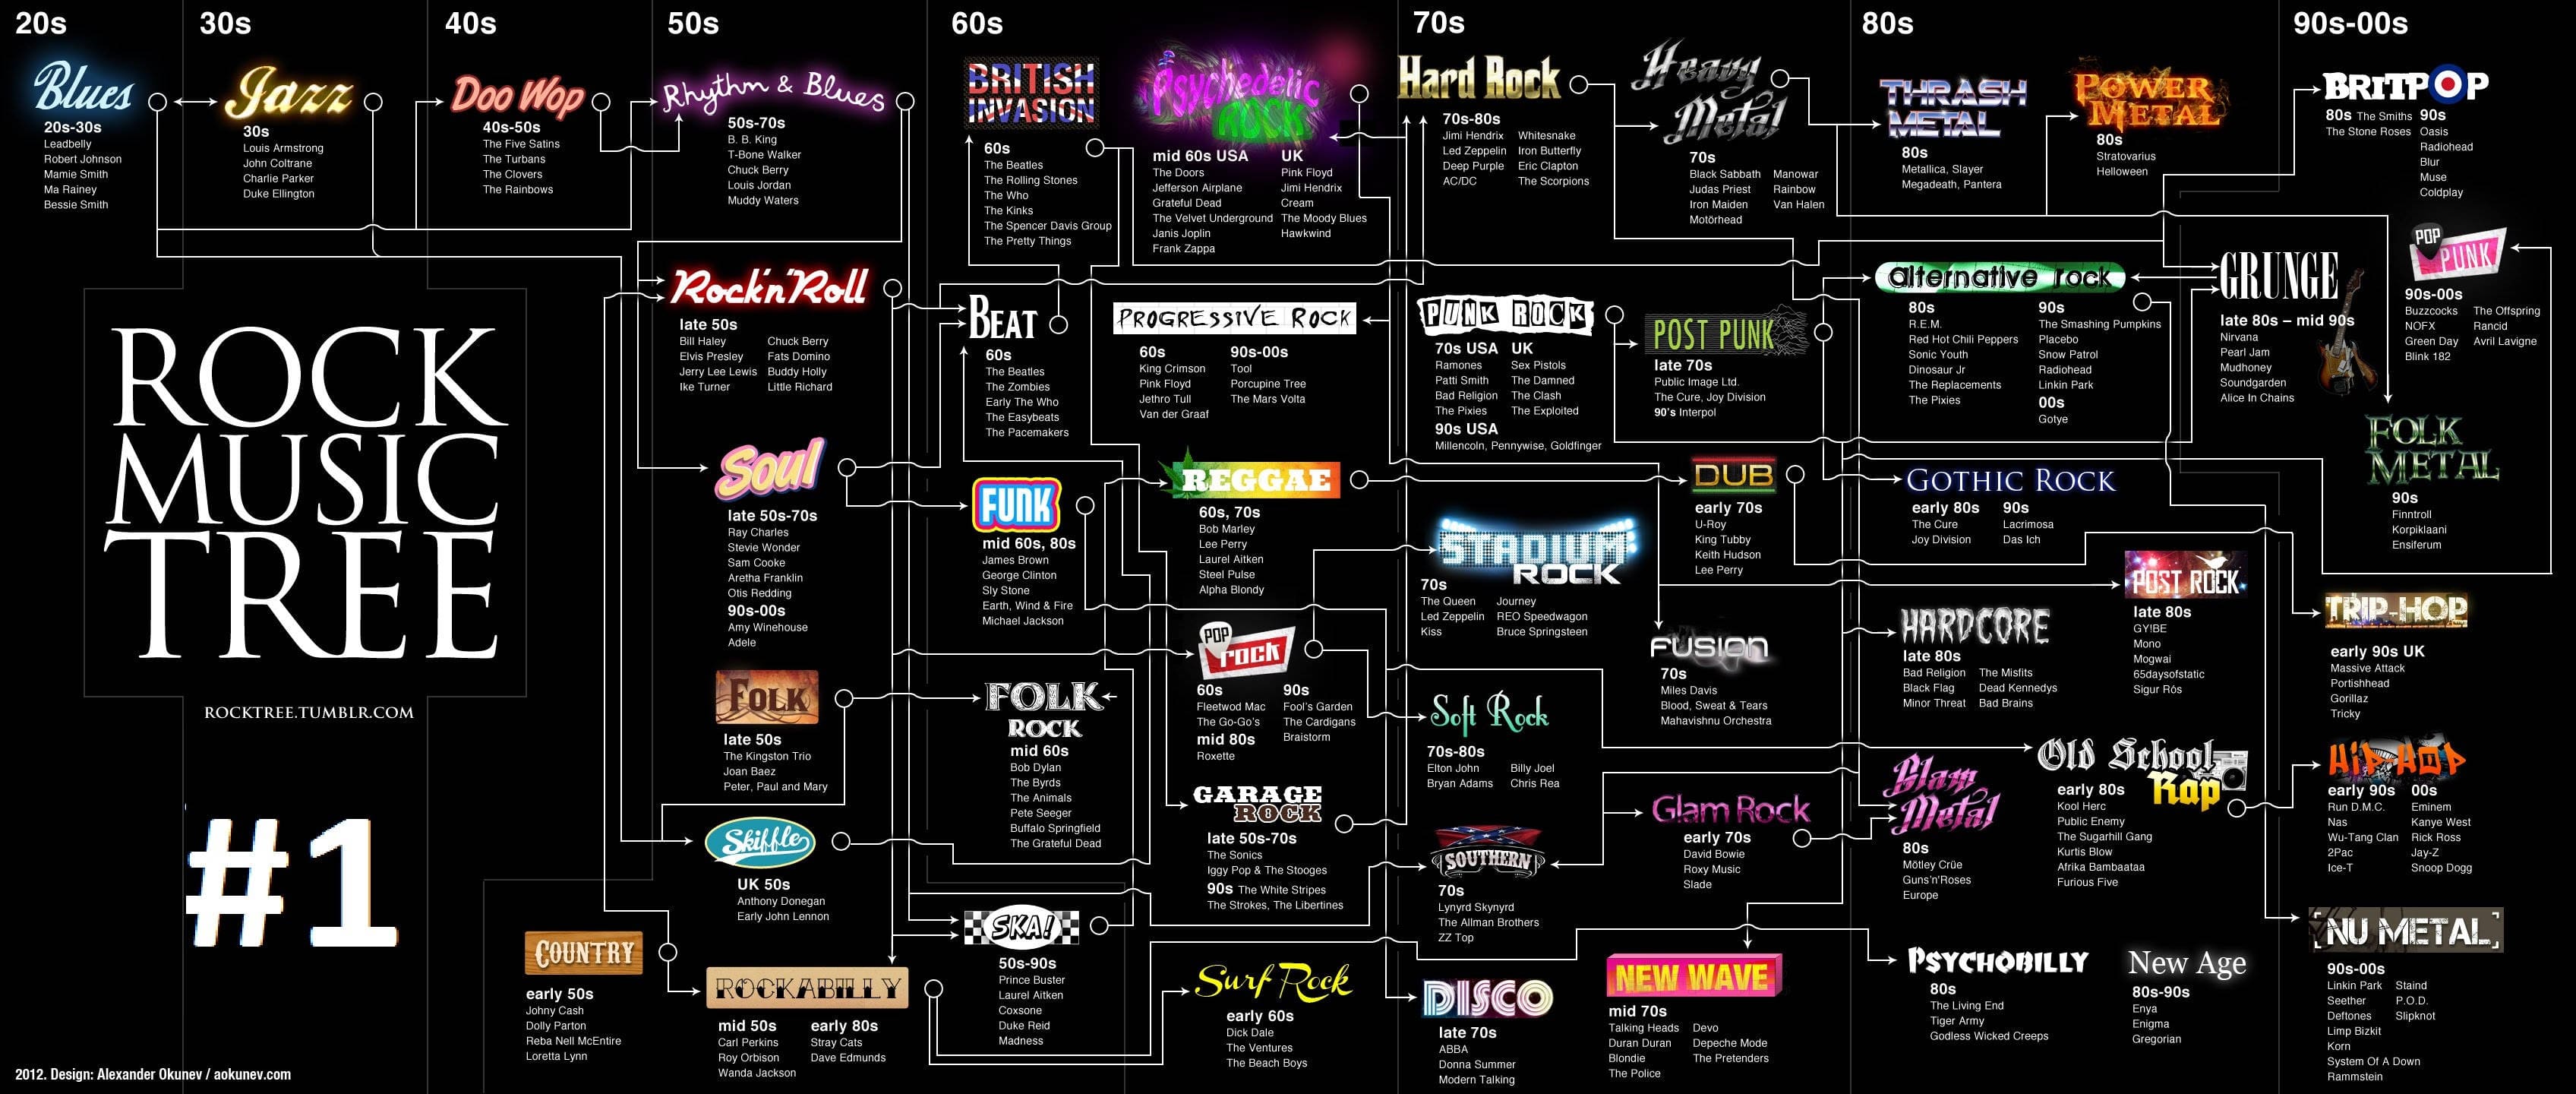 20s
30s
40s
50s
60s
70s
80s
90s-00s
Blues
20s-30s
Leadbelly
Robert Johnson
Mamie Smith
Ma Rainey
Bessie Smith
Jazz
30s
Louis Armstrong
John Coltrane
Charlie Parker
Duke Ellington
Doo Wop
40s-50s
The Five Satins
The Turbans
The Clovers
The Rainbows
Rhythm & Blues
50s-70s
B. B. King
T-Bone Walker
Chuck Berry
Louis Jordan
Muddy Waters
BRITISH
INVASION
60s
The Beatles
The Rolling Stones
The Who
The Kinks
The Spencer Davis Group
The Pretty Things
Psychedelic
Rock
mid 60s USA
The Doors
Jefferson Airplane
Grateful Dead
The Velvet Underground
Janis Joplin
Frank Zappa
UK
Pink Floyd
Jimi Hendrix
Cream
The Moody Blues
Hawkwind
Hard Rock
70s-80s
Jimi Hendrix
Led Zeppelin
Deep Purple
AC/DC
Whitesnake
Iron Butterfly
Eric Clapton
The Scorpions
Heavy
Metal
70s
Black Sabbath
Judas Priest
Iron Maiden
Motörhead
Manowar
Rainbow
Van Halen
THRASH
METAL
80s
Metallica, Slayer
Megadeath, Pantera
POWER
METAL
80s
Stratovarius
Helloween
BRITPOP
80s The Smiths
The Stone Roses
90s
Oasis
Radiohead
Blur
Muse
Coldplay
ROCK
MUSIC
TREE
ROCKTREE.TUMBLR.COM
#1
2012. Design: Alexander Okunev / aokunev.com
Rock'n'Roll
late 50s
Bill Haley
Elvis Presley
Jerry Lee Lewis
Ike Turner
Chuck Berry
Fats Domino
Buddy Holly
Little Richard
BEAT
60s
The Beatles
The Zombies
Early The Who
The Easybeats
The Pacemakers
PROGRESSIVE ROCK
60s
King Crimson
Pink Floyd
Jethro Tull
Van der Graaf
90s-00s
Tool
Porcupine Tree
The Mars Volta
PUNK ROCK
70s USA
Ramones
Patti Smith
Bad Religion
The Pixies
UK
Sex Pistols
The Damned
The Clash
The Exploited
90s USA
Millencoln, Pennywise, Goldfinger
POST PUNK
late 70s
Public Image Ltd.
The Cure, Joy Division
90's Interpol
alternative rock
80s
R.E.M.
Red Hot Chili Peppers
Sonic Youth
Dinosaur Jr
The Replacements
The Pixies
90s
The Smashing Pumpkins
Placebo
Snow Patrol
Radiohead
Linkin Park
00s
Gotye
GRUNGE
late 80s – mid 90s
Nirvana
Pearl Jam
Mudhoney
Soundgarden
Alice In Chains
POP
PUNK
90s-00s
Buzzcocks
NOFX
Green Day
Blink 182
The Offspring
Rancid
Avril Lavigne
FOLK
METAL
90s
Finntroll
Korpiklaani
Ensiferum
Soul
late 50s-70s
Ray Charles
Stevie Wonder
Sam Cooke
Aretha Franklin
Otis Redding
90s-00s
Amy Winehouse
Adele
FUNK
mid 60s, 80s
James Brown
George Clinton
Sly Stone
Earth, Wind & Fire
Michael Jackson
REGGAE
60s, 70s
Bob Marley
Lee Perry
Laurel Aitken
Steel Pulse
Alpha Blondy
STADIUM
ROCK
70s
The Queen
Led Zeppelin
Kiss
Journey
REO Speedwagon
Bruce Springsteen
DUB
early 70s
U-Roy
King Tubby
Keith Hudson
Lee Perry
GOTHIC ROCK
early 80s
The Cure
Joy Division
90s
Lacrimosa
Das Ich
POST ROCK
late 80s
GY!BE
Mono
Mogwai
65daysofstatic
Sigur Rós
TRIP-HOP
early 90s UK
Massive Attack
Portishhead
Gorillaz
Tricky
FUSION
70s
Miles Davis
Blood, Sweat & Tears
Mahavishnu Orchestra
HARDCORE
late 80s
Bad Religion
Black Flag
Minor Threat
The Misfits
Dead Kennedys
Bad Brains
FOLK
late 50s
The Kingston Trio
Joan Baez
Peter, Paul and Mary
FOLK
ROCK
mid 60s
Bob Dylan
The Byrds
The Animals
Pete Seeger
Buffalo Springfield
The Grateful Dead
POP
rock
60s
Fleetwod Mac
The Go-Go's
mid 80s
Roxette
90s
Fool's Garden
The Cardigans
Braistorm
Soft Rock
70s-80s
Elton John
Bryan Adams
Billy Joel
Chris Rea
Skiffle
UK 50s
Anthony Donegan
Early John Lennon
GARAGE
ROCK
late 50s-70s
The Sonics
Iggy Pop & The Stooges
90s The White Stripes
The Strokes, The Libertines
SOUTHERN
70s
Lynyrd Skynyrd
The Allman Brothers
ZZ Top
Glam Rock
early 70s
David Bowie
Roxy Music
Slade
Glam
Metal
80s
Mötley Crüe
Guns'n'Roses
Europe
Old School
Rap
early 80s
Kool Herc
Public Enemy
The Sugarhill Gang
Kurtis Blow
Afrika Bambaataa
Furious Five
HIP HOP
early 90s
Run D.M.C.
Nas
Wu-Tang Clan
2Pac
Ice-T
00s
Eminem
Kanye West
Rick Ross
Jay-Z
Snoop Dogg
COUNTRY
early 50s
Johny Cash
Dolly Parton
Reba Nell McEntire
Loretta Lynn
ROCKABILLY
mid 50s
Carl Perkins
Roy Orbison
Wanda Jackson
early 80s
Stray Cats
Dave Edmunds
SKA!
50s-90s
Prince Buster
Laurel Aitken
Coxsone
Duke Reid
Madness
Surf Rock
early 60s
Dick Dale
The Ventures
The Beach Boys
DISCO
late 70s
ABBA
Donna Summer
Modern Talking
NEW WAVE
mid 70s
Talking Heads
Duran Duran
Blondie
The Police
Devo
Depeche Mode
The Pretenders
PSYCHOBILLY
80s
The Living End
Tiger Army
Godless Wicked Creeps
New Age
80s-90s
Enya
Enigma
Gregorian
NU METAL
90s-00s
Linkin Park
Seether
Deftones
Limp Bizkit
Korn
System Of A Down
Rammstein
Staind
P.O.D.
Slipknot